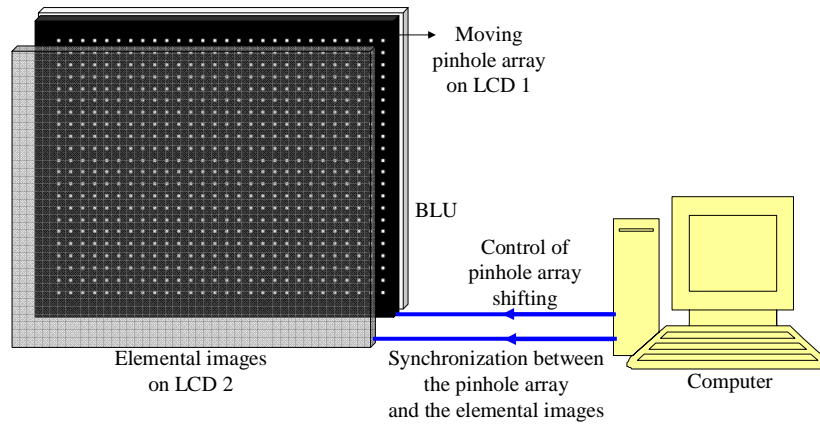 Moving
pinhole array
on LCD 1
BLU
Control of
pinhole array
shifting
Elemental images
on LCD 2
Synchronization between
the pinhole array
and the elemental images
Computer